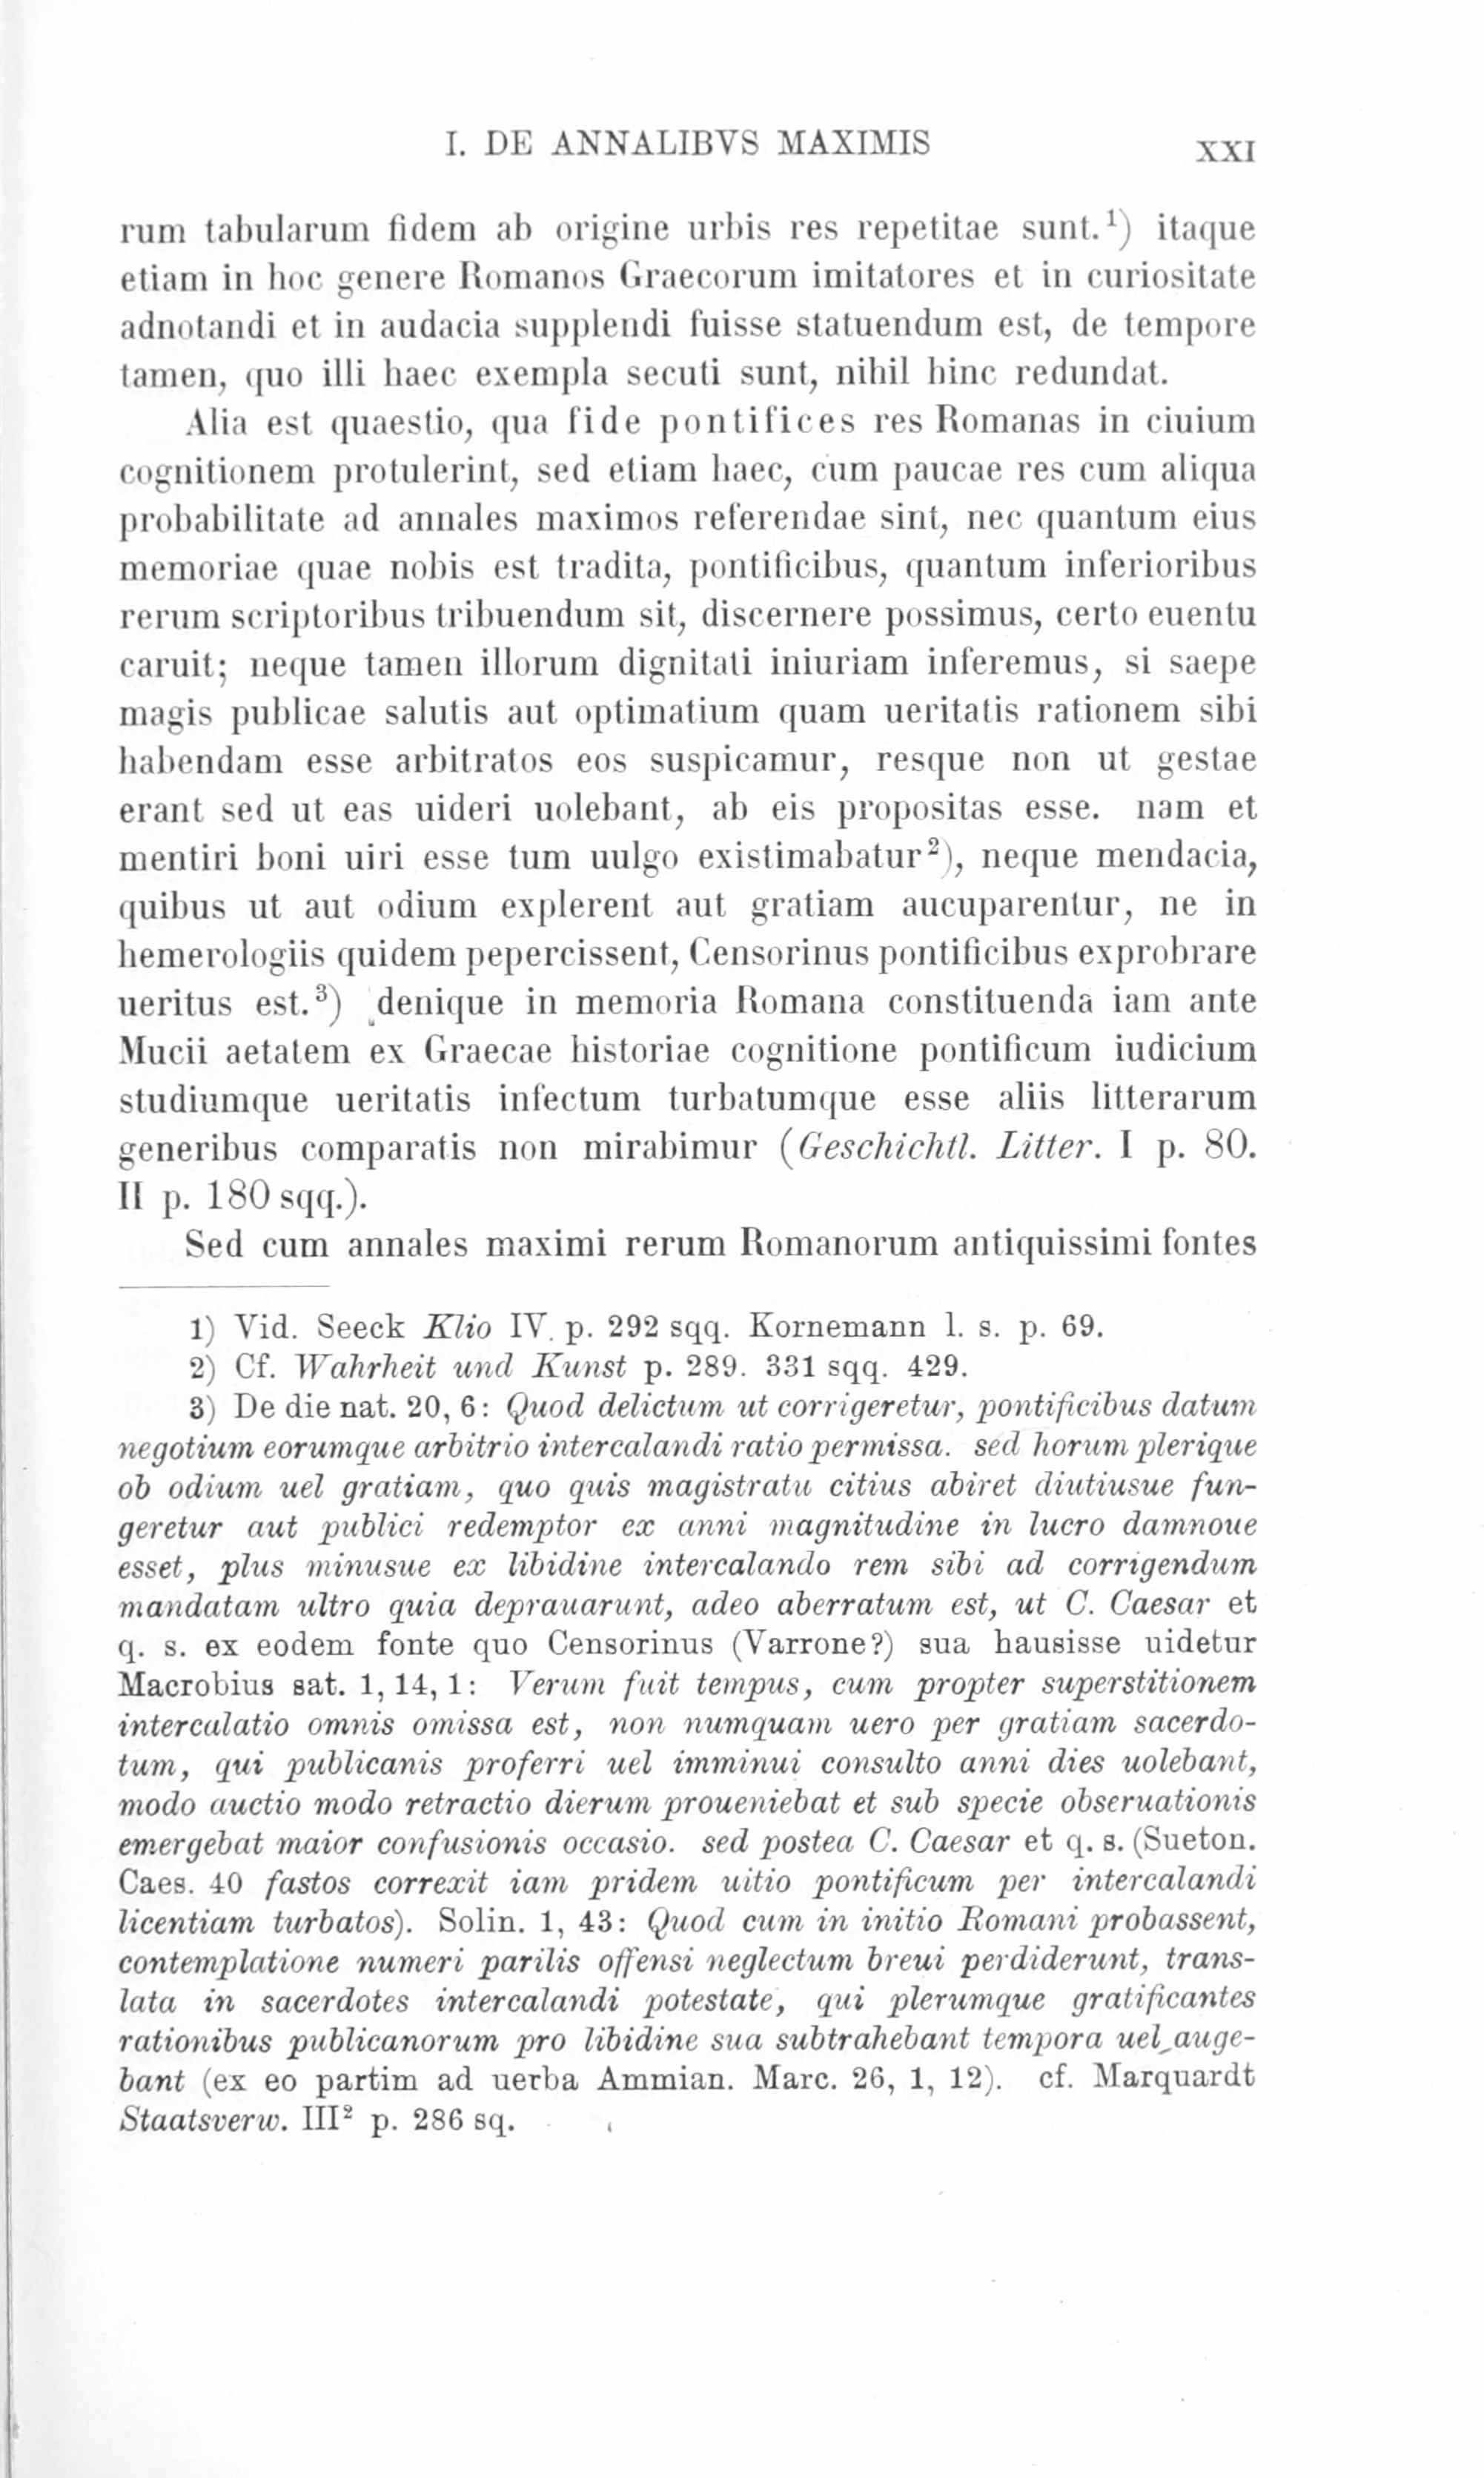 I. DE ANNALIBVS MAXIMIS XXI
rum tabularum fidem ab origine urbis res repetitae sunt.¹) itaque
etiam in hoc genere Romanos Graecorum imitatores et in curiositate
adnotandi et in audacia supplendi fuisse statuendum est, de tempore
tamen, quo illi haec exempla secuti sunt, nihil hinc redundat.
Alia est quaestio, qua fide pontifices res Romanas in ciuium
cognitionem protulerint, sed etiam haec, cum paucae res cum aliqua
probabilitate ad annales maximos referendae sint, nec quantum eius
memoriae quae nobis est tradita, pontificibus, quantum inferioribus
rerum scriptoribus tribuendum sit, discernere possimus, certo euentu
caruit; neque tamen illorum dignitati iniuriam inferemus, si saepe
magis publicae salutis aut optimatium quam ueritatis rationem sibi
habendam esse arbitratos eos suspicamur, resque non ut gestae
erant sed ut eas uideri uolebant, ab eis propositas esse. nam et
mentiri boni uiri esse tum uulgo existimabatur²), neque mendacia,
quibus ut aut odium explerent aut gratiam aucuparentur, ne in
hemerologiis quidem pepercissent, Censorinus pontificibus exprobrare
ueritus est.³) denique in memoria Romana constituenda iam ante
Mucii aetatem ex Graecae historiae cognitione pontificum iudicium
studiumque ueritatis infectum turbatumque esse aliis litterarum
generibus comparatis non mirabimur (Geschichtl. Litter. I p. 80.
II p. 180 sqq.).
Sed cum annales maximi rerum Romanorum antiquissimi fontes
1) Vid. Seeck Klio IV. p. 292 sqq. Kornemann l. s. p. 69.
2) Cf. Wahrheit und Kunst p. 289. 331 sqq. 429.
3) De die nat. 20, 6: Quod delictum ut corrigeretur, pontificibus datum
negotium eorumque arbitrio intercalandi ratio permissa. sed horum plerique
ob odium uel gratiam, quo quis magistratu citius abiret diutiusue fun-
geretur aut publici redemptor ex anni magnitudine in lucro damnoue
esset, plus minusue ex libidine intercalando rem sibi ad corrigendum
mandatam ultro quia deprauarunt, adeo aberratum est, ut C. Caesar et
q. s. ex eodem fonte quo Censorinus (Varrone?) sua hausisse uidetur
Macrobius sat. 1, 14, 1: Verum fuit tempus, cum propter superstitionem
intercalatio omnis omissa est, non numquam uero per gratiam sacerdo-
tum, qui publicanis proferri uel imminui consulto anni dies uolebant,
modo auctio modo retractio dierum proueniebat et sub specie obseruationis
emergebat maior confusionis occasio. sed postea C. Caesar et q. s. (Sueton.
Caes. 40 fastos correxit iam pridem uitio pontificum per intercalandi
licentiam turbatos). Solin. 1, 43: Quod cum in initio Romani probassent,
contemplatione numeri parilis offensi neglectum breui perdiderunt, trans-
lata in sacerdotes intercalandi potestate, qui plerumque gratificantes
rationibus publicanorum pro libidine sua subtrahebant tempora uel auge-
bant (ex eo partim ad uerba Ammian. Marc. 26, 1, 12). cf. Marquardt
Staatsverw. III² p. 286 sq.